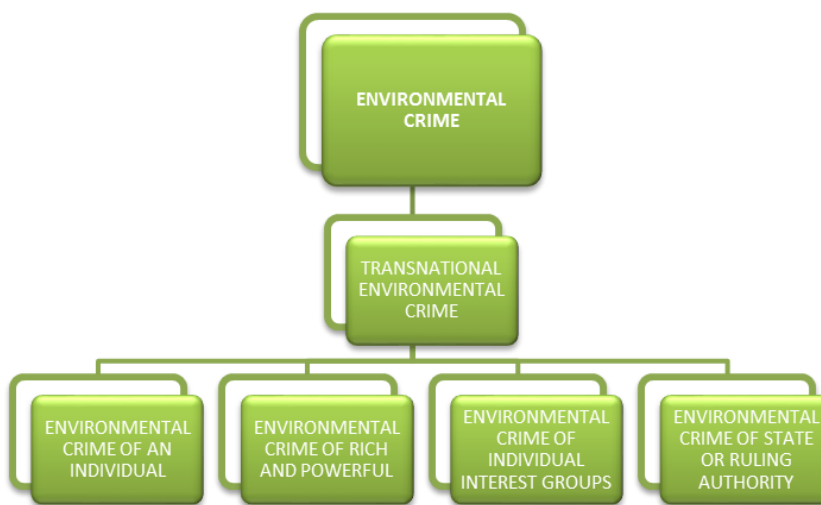 ENVIRONMENTAL
CRIME
TRANSNATIONAL
ENVIRONMENTAL
CRIME
ENVIRONMENTAL
CRIME OF AN
INDIVIDUAL
ENVIRONMENTAL
CRIME OF RICH
AND POWERFUL
ENVIRONMENTAL
CRIME OF
INDIVIDUAL
INTEREST GROUPS
ENVIRONMENTAL
CRIME OF STATE
OR RULING
AUTHORITY